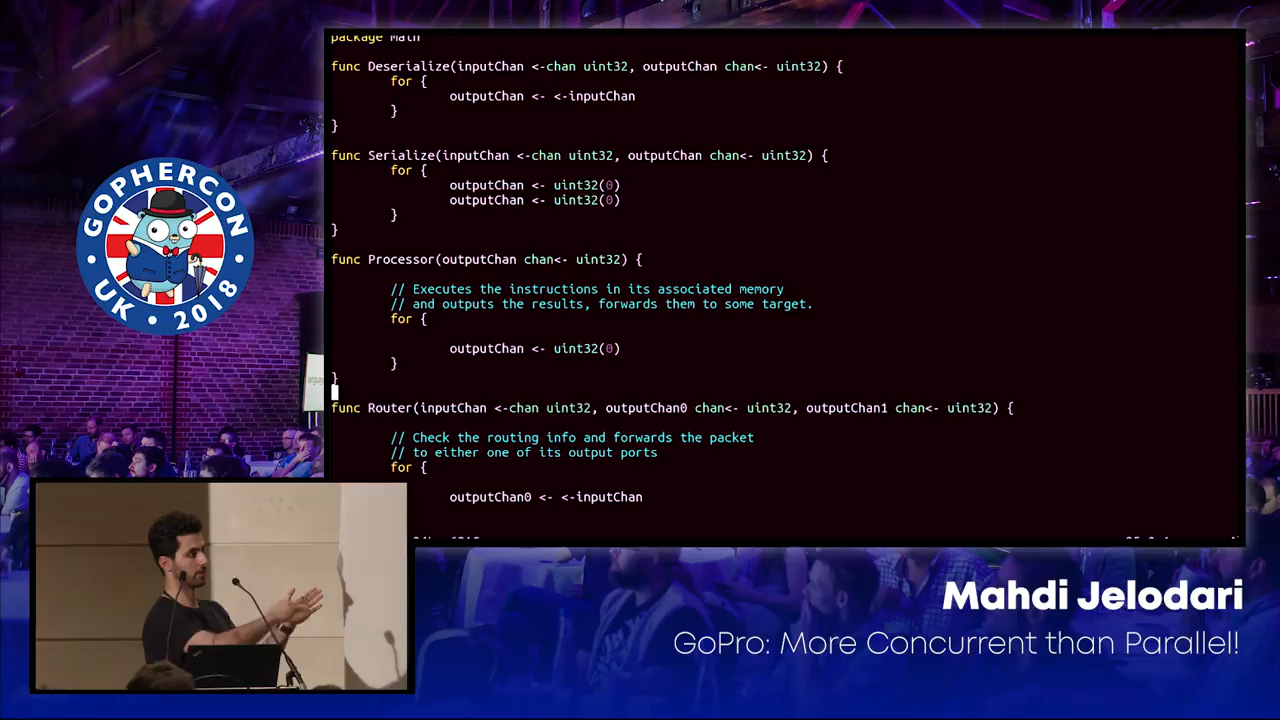 GOPHERCON
UK • 2018
package Math
func Deserialize(inputChan <-chan uint32, outputChan chan<- uint32) {
for {
outputChan <- <-inputChan
}
}
func Serialize(inputChan <-chan uint32, outputChan chan<- uint32) {
for {
outputChan <- uint32(0)
outputChan <- uint32(0)
}
}
func Processor(outputChan chan<- uint32) {
// Executes the instructions in its associated memory
// and outputs the results, forwards them to some target.
for {
outputChan <- uint32(0)
}
}
func Router(inputChan <-chan uint32, outputChan0 chan<- uint32, outputChan1 chan<- uint32) {
// Check the routing info and forwards the packet
// to either one of its output ports
for {
outputChan0 <- <-inputChan
Mahdi Jelodari
GoPro: More Concurrent than Parallel!